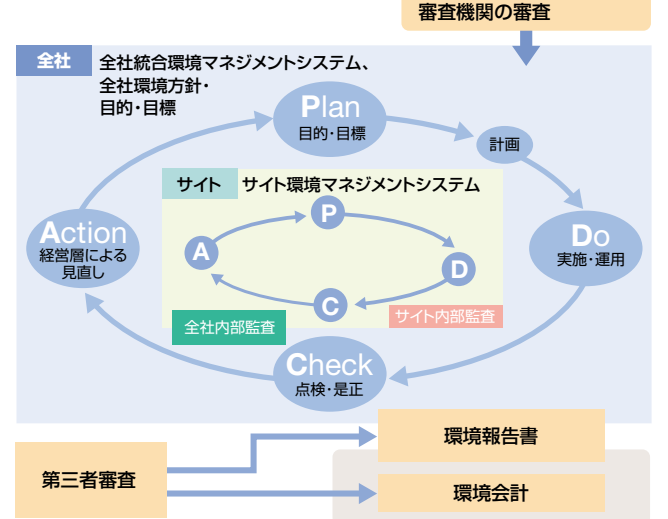 審査機関の審査
全社
全社統合環境マネジメントシステム、
全社環境方針・
目的・目標
Plan
目的・目標
計画
サイト
サイト環境マネジメントシステム
P
Action
経営層による
見直し
A
D
Do
実施・運用
C
全社内部監査
サイト内部監査
Check
点検・是正
環境報告書
第三者審査
環境会計